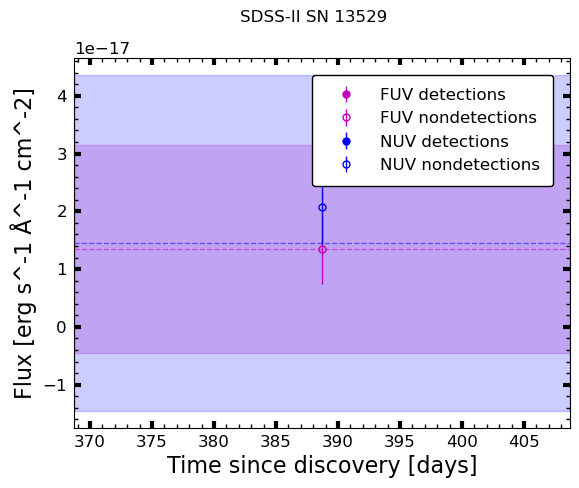 SDSS-II SN 13529
1e−17
FUV detections
FUV nondetections
NUV detections
NUV nondetections
4
3
2
1
0
−1
Flux [erg s^-1 Å^-1 cm^-2]
370 375 380 385 390 395 400 405
Time since discovery [days]